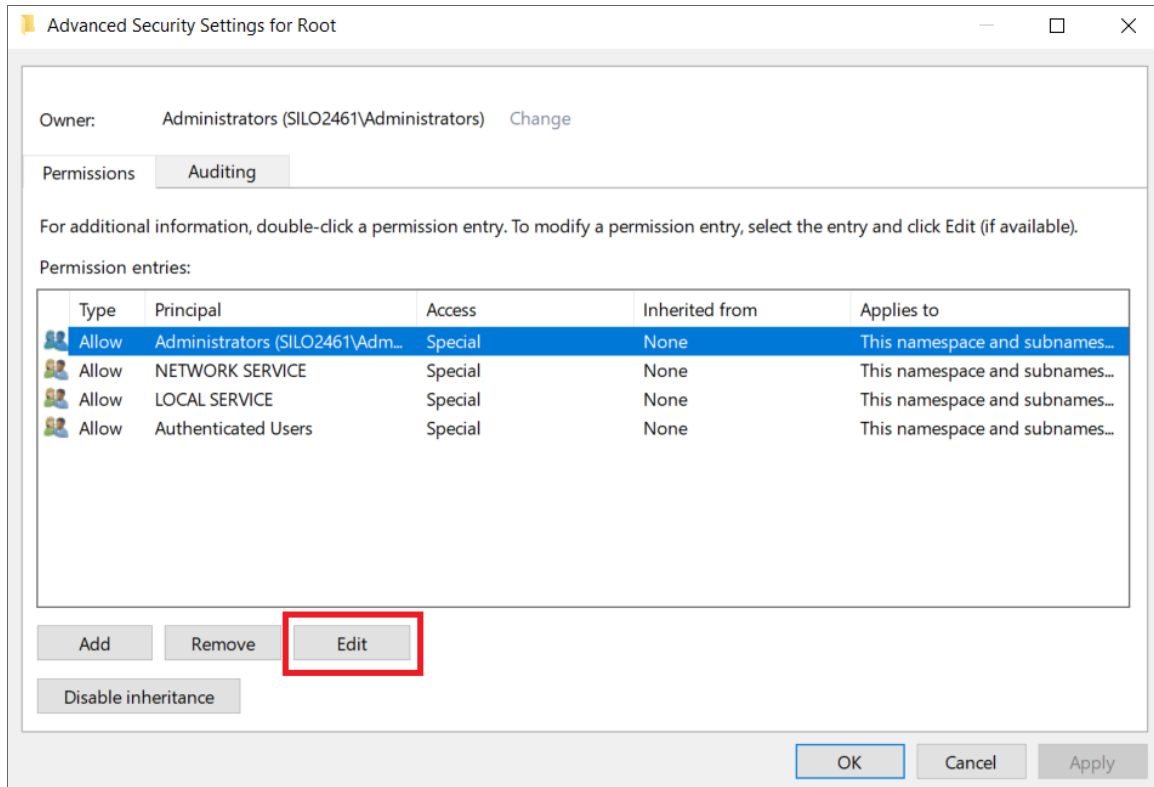 Advanced Security Settings for Root
Owner: Administrators (SILO2461\Administrators) Change
Permissions Auditing
For additional information, double-click a permission entry. To modify a permission entry, select the entry and click Edit (if available).
Permission entries:
Type Principal Access Inherited from Applies to
Allow Administrators (SILO2461\Adm... Special None This namespace and subnames...
Allow NETWORK SERVICE Special None This namespace and subnames...
Allow LOCAL SERVICE Special None This namespace and subnames...
Allow Authenticated Users Special None This namespace and subnames...
Add Remove Edit
Disable inheritance
OK Cancel Apply